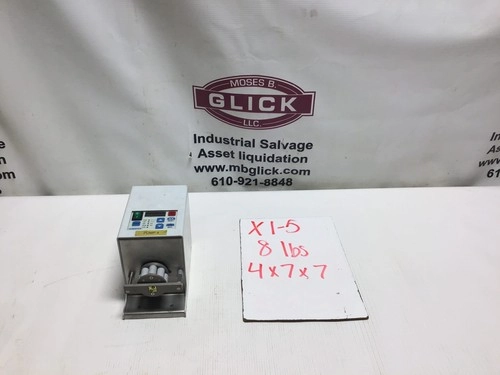 MOSES B.
GLICK
LLC.
Industrial Salvage
Asset liquidation
www.mbglick.com
610-921-8848
X1-5
8 lbs
4x7x7